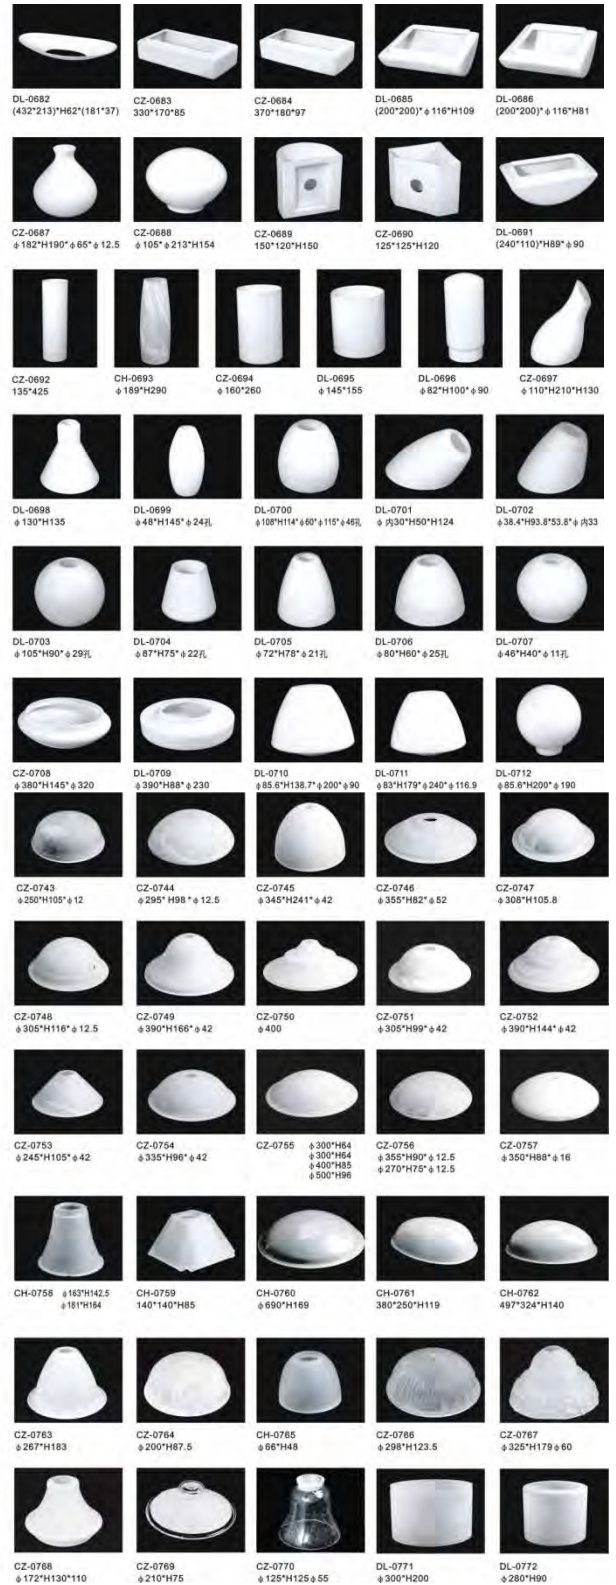 DL-0682 CZ-0683 CZ-0684 DL-0685 DL-0686
(432*213)*H62*(181*37) 330*170*85 370*180*97 (200*200)*φ116*H109 (200*200)*φ116*H81
CZ-0687 CZ-0688 CZ-0689 CZ-0690 DL-0691
φ182*H190*φ65*φ12.5 φ105*φ213*H154 150*120*H150 125*125*H120 (240*110)*H89*φ90
CZ-0692 CH-0693 CZ-0694 DL-0695 DL-0696 CZ-0697
135*425 φ189*H290 φ160*260 φ145*155 φ82*H100*φ90 φ110*H210*H130
DL-0698 DL-0699 DL-0700 DL-0701 DL-0702
φ130*H135 φ48*H145*φ24孔 φ108*H114*φ60*φ115*φ46孔 φ内30*H50*H124 φ38.4*H93.8*53.8*φ内33
DL-0703 DL-0704 DL-0705 DL-0706 DL-0707
φ105*H90*φ29孔 φ87*H75*φ22孔 φ72*H78*φ21孔 φ80*H60*φ25孔 φ46*H40*φ11孔
CZ-0708 DL-0709 DL-0710 DL-0711 DL-0712
φ380*H145*φ320 φ390*H88*φ230 φ85.6*H138.7*φ200*φ90 φ83*H179*φ240*φ116.9 φ85.6*H200*φ190
CZ-0743 CZ-0744 CZ-0745 CZ-0746 CZ-0747
φ250*H105*φ12 φ295*H98*φ12.5 φ345*H241*φ42 φ355*H82*φ52 φ308*H105.8
CZ-0748 CZ-0749 CZ-0750 CZ-0751 CZ-0752
φ305*H116*φ12.5 φ390*H166*φ42 φ400 φ305*H99*φ42 φ390*H144*φ42
CZ-0753 CZ-0754 CZ-0755 φ300*H64 CZ-0756 CZ-0757
φ245*H105*φ42 φ335*H96*φ42 φ300*H64 φ355*H90*φ12.5 φ350*H88*φ16
φ400*H85 φ270*H75*φ12.5
φ500*H96
CH-0758 φ163*H142.5 CH-0759 CH-0760 CH-0761 CH-0762
φ181*H164 140*140*H85 φ690*H169 380*250*H119 497*324*H140
CZ-0763 CZ-0764 CH-0765 CZ-0766 CZ-0767
φ267*H183 φ200*H87.5 φ66*H48 φ298*H123.5 φ325*H179φ60
CZ-0768 CZ-0769 CZ-0770 DL-0771 DL-0772
φ172*H130*110 φ210*H75 φ125*H125φ55 φ300*H200 φ280*H90